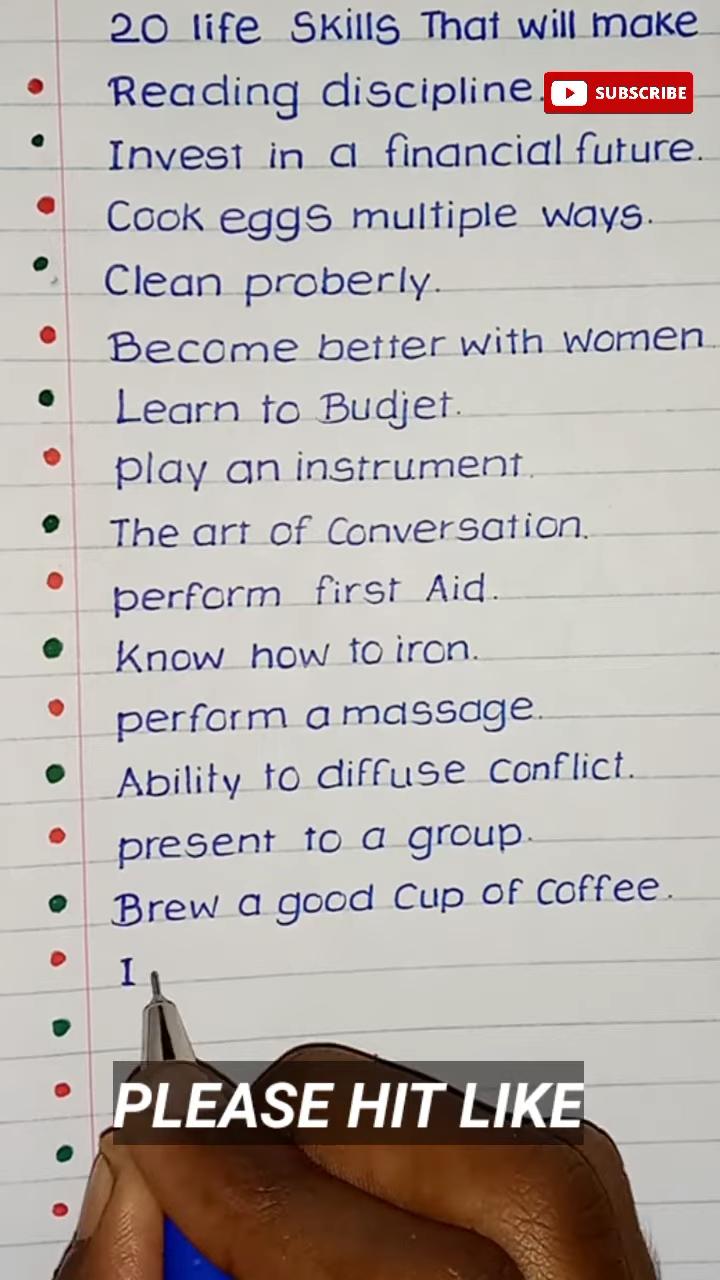 20 life Skills That will make
Reading discipline.
SUBSCRIBE
Invest in a financial future.
Cook eggs multiple ways.
Clean proberly.
Become better with women
Learn to Budjet.
play an instrument.
The art of Conversation.
perform first Aid.
Know how to iron.
perform a massage.
Ability to diffuse Conflict.
present to a group.
Brew a good Cup of Coffee.
I
PLEASE HIT LIKE